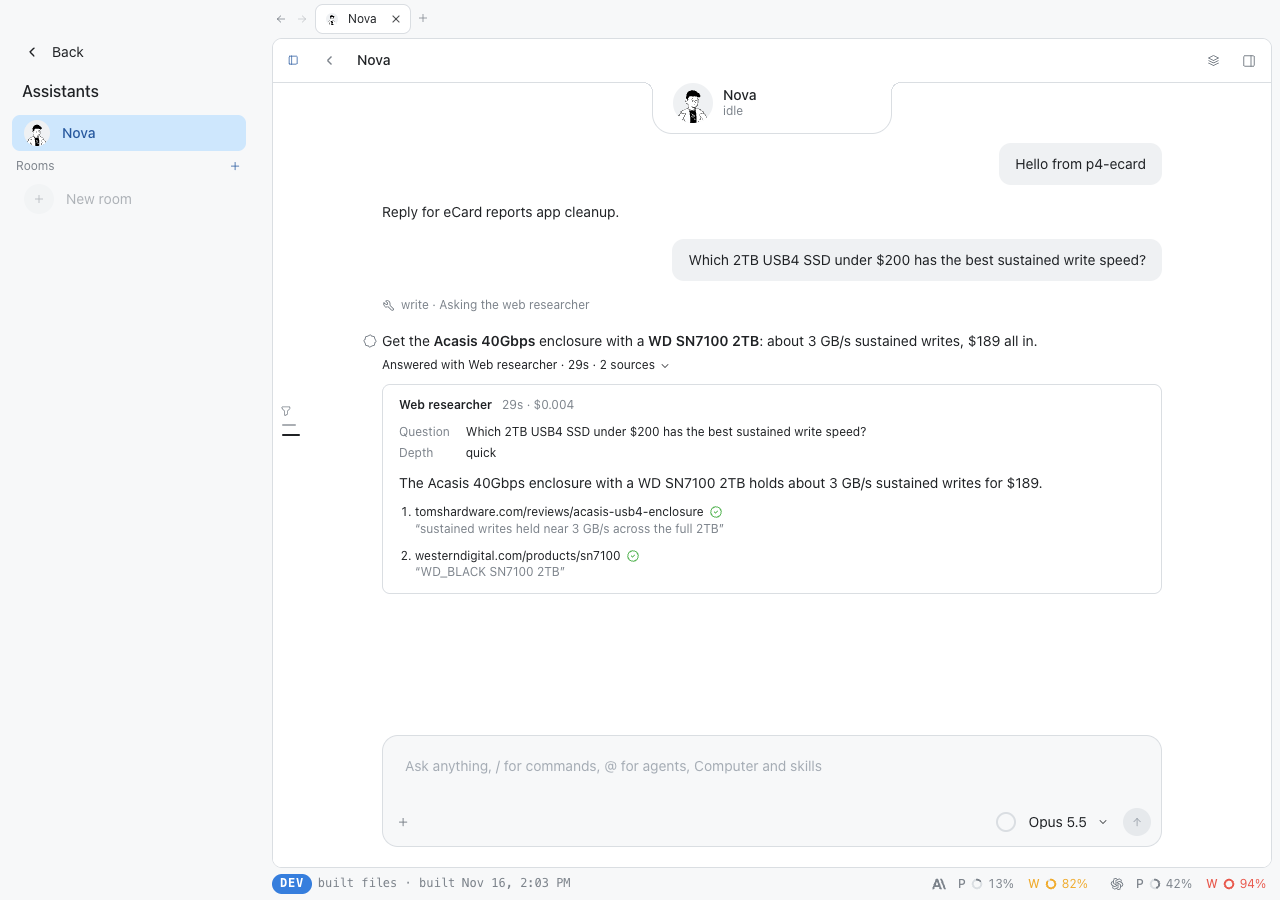 Nova
Back
Nova
Assistants
Nova
Nova
idle
Rooms
New room
Hello from p4-ecard
Reply for eCard reports app cleanup.
Which 2TB USB4 SSD under $200 has the best sustained write speed?
write · Asking the web researcher
Get the Acasis 40Gbps enclosure with a WD SN7100 2TB: about 3 GB/s sustained writes, $189 all in.
Answered with Web researcher · 29s · 2 sources
Web researcher 29s · $0.004
Question Which 2TB USB4 SSD under $200 has the best sustained write speed?
Depth quick
The Acasis 40Gbps enclosure with a WD SN7100 2TB holds about 3 GB/s sustained writes for $189.
1. tomshardware.com/reviews/acasis-usb4-enclosure
“sustained writes held near 3 GB/s across the full 2TB”
2. westerndigital.com/products/sn7100
“WD_BLACK SN7100 2TB”
Ask anything, / for commands, @ for agents, Computer and skills
Opus 5.5
DEV built files · built Nov 16, 2:03 PM
P 13% W 82% P 42% W 94%